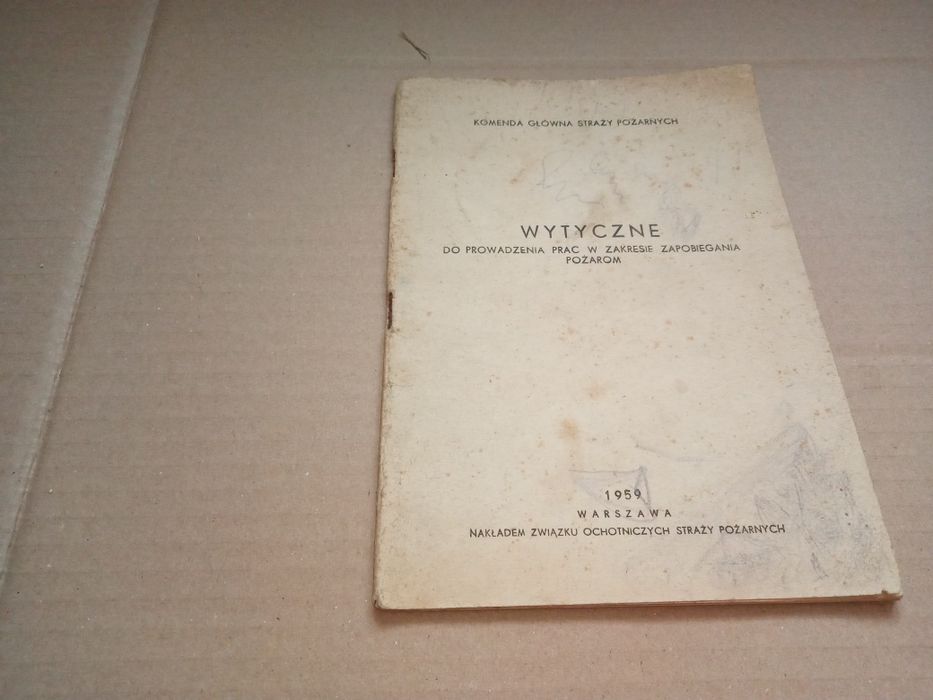 KOMENDA GŁÓWNA STRAŻY POŻARNYCH
WYTYCZNE
DO PROWADZENIA PRAC W ZAKRESIE ZAPOBIEGANIA
POŻAROM
1959
WARSZAWA
NAKŁADEM ZWIĄZKU OCHOTNICZYCH STRAŻY POŻARNYCH